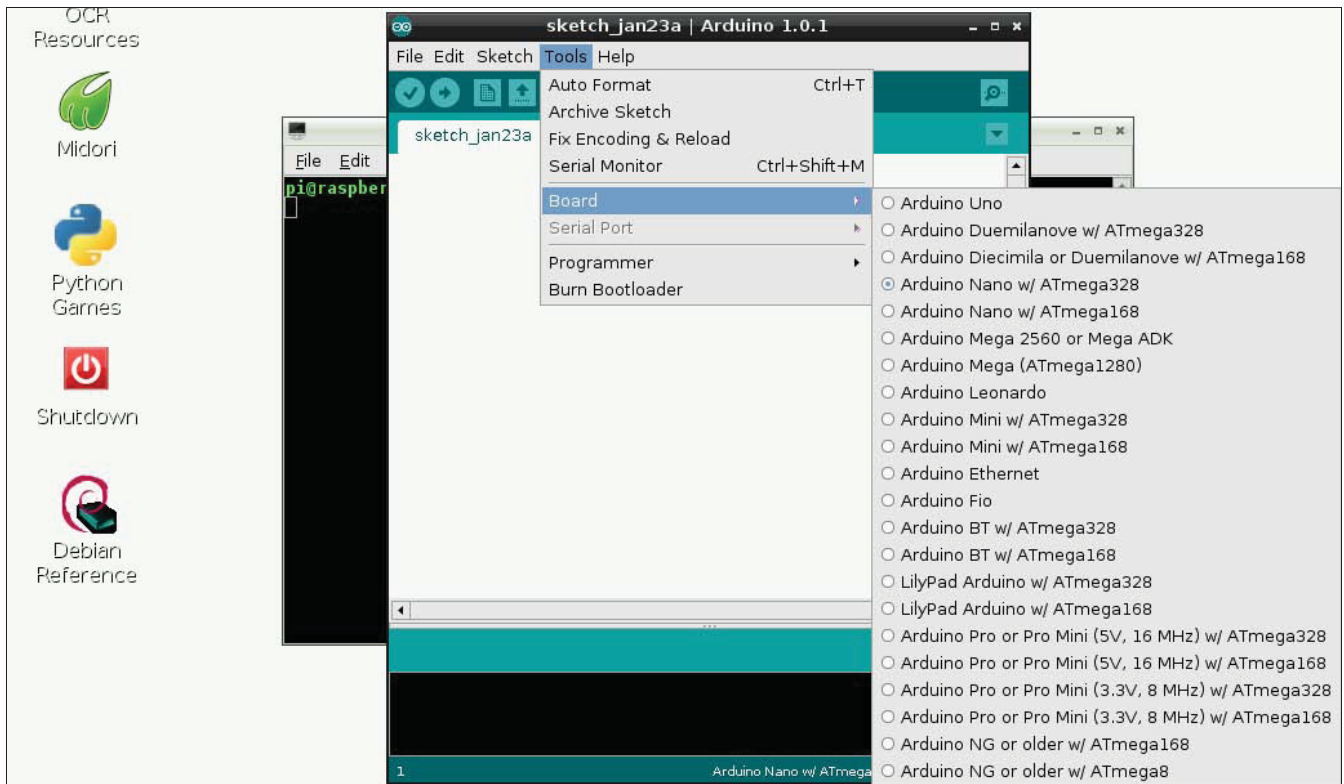 OCR
Resources
Midori
Python
Games
Shutdown
Debian
Reference
File Edit
pi@raspber
sketch_jan23a | Arduino 1.0.1
File Edit Sketch Tools Help
sketch_jan23a
Auto Format Ctrl+T
Archive Sketch
Fix Encoding & Reload
Serial Monitor Ctrl+Shift+M
Board
Serial Port
Programmer
Burn Bootloader
Arduino Uno
Arduino Duemilanove w/ ATmega328
Arduino Diecimila or Duemilanove w/ ATmega168
Arduino Nano w/ ATmega328
Arduino Nano w/ ATmega168
Arduino Mega 2560 or Mega ADK
Arduino Mega (ATmega1280)
Arduino Leonardo
Arduino Mini w/ ATmega328
Arduino Mini w/ ATmega168
Arduino Ethernet
Arduino Fio
Arduino BT w/ ATmega328
Arduino BT w/ ATmega168
LilyPad Arduino w/ ATmega328
LilyPad Arduino w/ ATmega168
Arduino Pro or Pro Mini (5V, 16 MHz) w/ ATmega328
Arduino Pro or Pro Mini (5V, 16 MHz) w/ ATmega168
Arduino Pro or Pro Mini (3.3V, 8 MHz) w/ ATmega328
Arduino Pro or Pro Mini (3.3V, 8 MHz) w/ ATmega168
Arduino NG or older w/ ATmega168
Arduino NG or older w/ ATmega8
1 Arduino Nano w/ ATmega